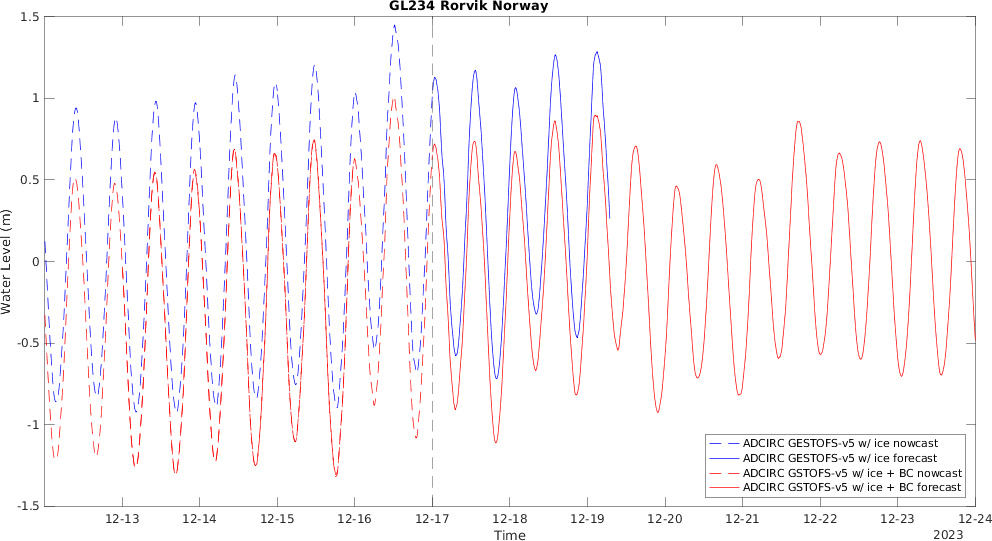 GL234 Rorvik Norway
1.5
1
0.5
0
-0.5
-1
-1.5
Water Level (m)
12-13 12-14 12-15 12-16 12-17 12-18 12-19 12-20 12-21 12-22 12-23 12-24
Time
2023
ADCIRC GESTOFS-v5 w/ ice nowcast
ADCIRC GESTOFS-v5 w/ ice forecast
ADCIRC GSTOFS-v5 w/ ice + BC nowcast
ADCIRC GSTOFS-v5 w/ ice + BC forecast